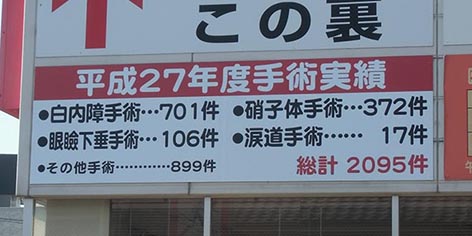 この裏
平成27年度手術実績
●白内障手術…701件 ●硝子体手術…372件
●眼瞼下垂手術…106件 ●涙道手術…… 17件
●その他手術…………899件 総計 2095件